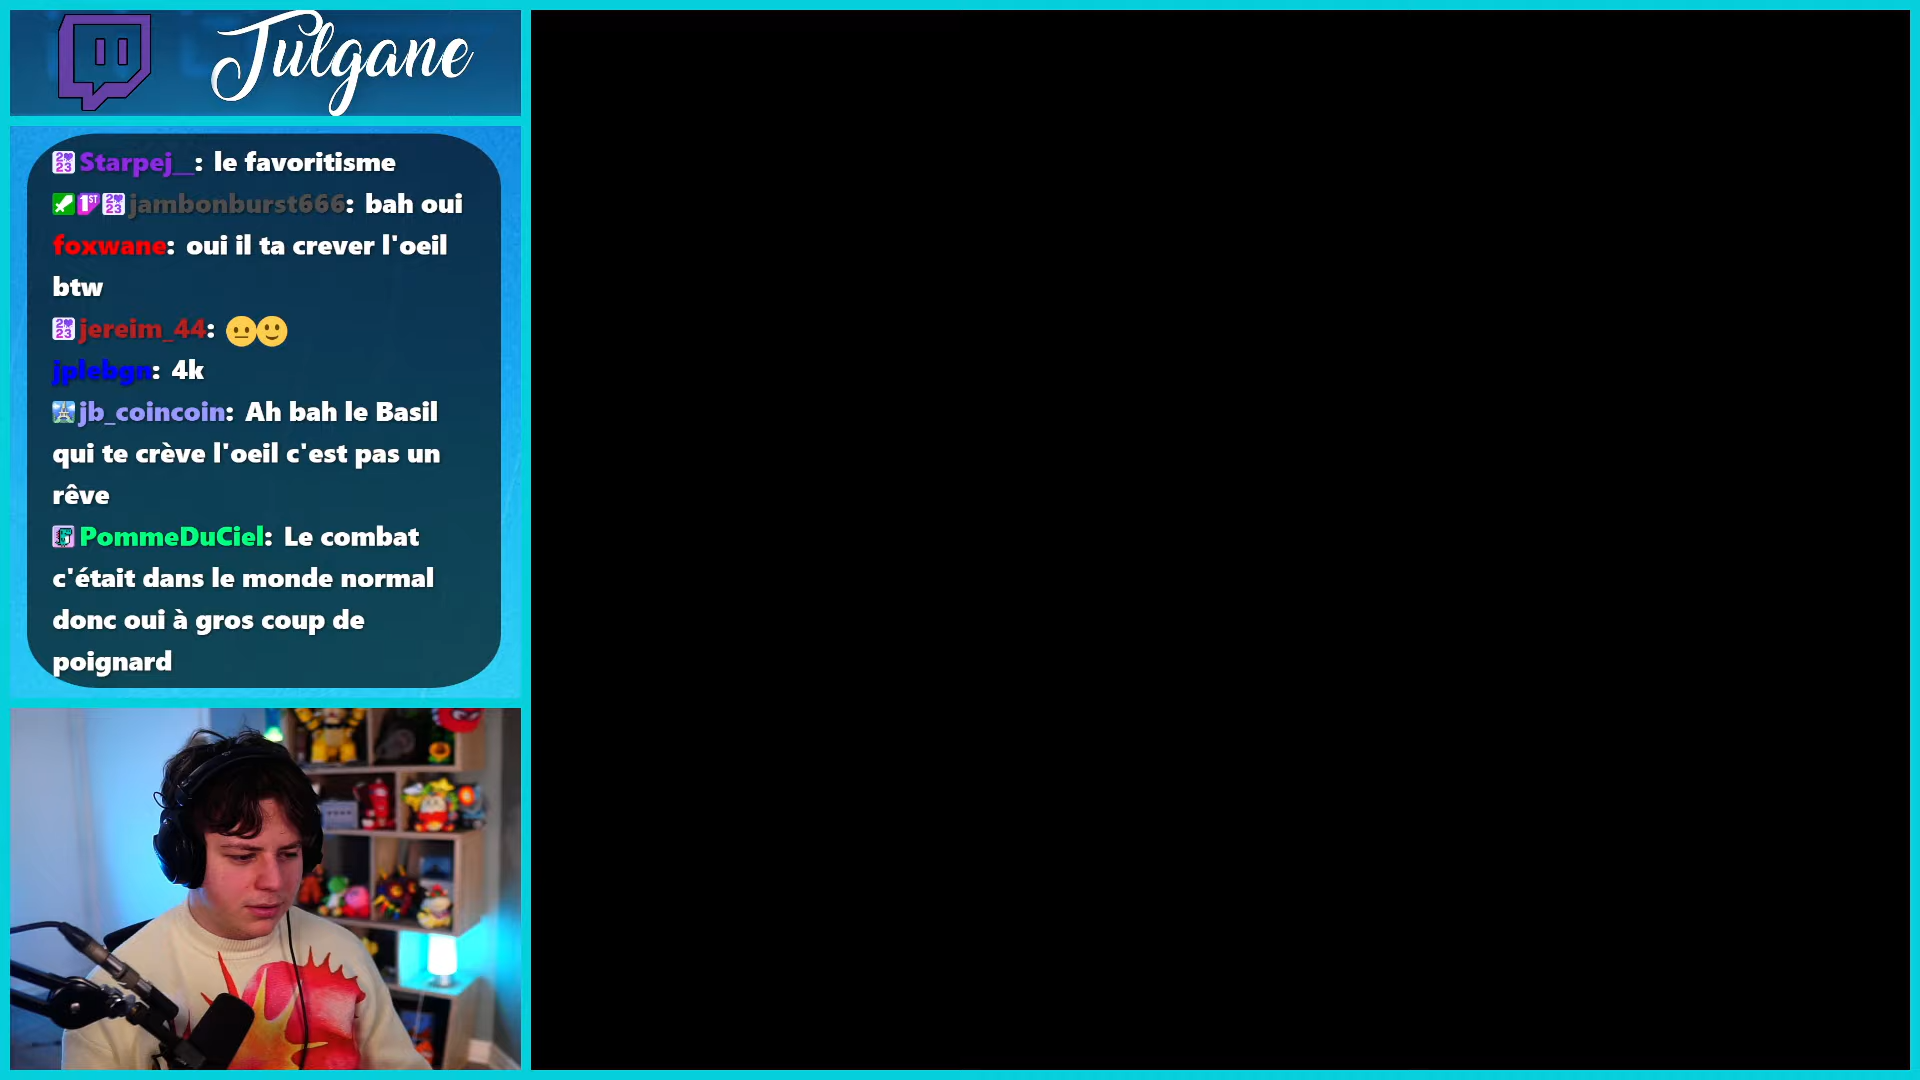 Julgane
Starpej__: le favoritisme
1ST jambonburst666: bah oui
foxwane: oui il ta crever l'oeil
btw
jereim_44:
jplebgn: 4k
jb_coincoin: Ah bah le Basil
qui te crève l'oeil c'est pas un
rêve
PommeDuCiel: Le combat
c'était dans le monde normal
donc oui à gros coup de
poignard